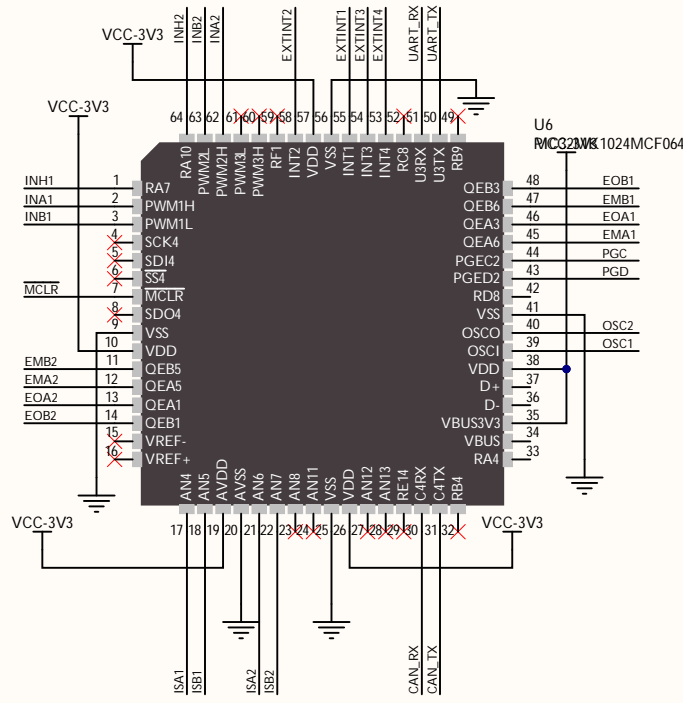 INH2
INB2
INA2
EXTINT2
EXTINT1
EXTINT3
EXTINT4
UART_RX
UART_TX
VCC-3V3
VCC-3V3
64
63
62
61
60
59
58
57
56
55
54
53
52
51
50
49
RA10
PWM2L
PWM2H
PWM3L
PWM3H
RF1
INT2
VDD
VSS
INT1
INT3
INT4
RC8
U3RX
U3TX
RB9
U6
INH1 1 RA7
INA1 2 PWM1H
INB1 3 PWM1L
4 SCK4
5 SDI4
6 SS4
MCLR 7 MCLR
8 SDO4
9 VSS
10 VDD
EMB2 11 QEB5
EMA2 12 QEA5
EOA2 13 QEA1
EOB2 14 QEB1
15 VREF-
16 VREF+
QEB3 48 EOB1
QEB6 47 EMB1
QEA3 46 EOA1
QEA6 45 EMA1
PGEC2 44 PGC
PGED2 43 PGD
RD8 42
VSS 41
OSCO 40 OSC2
OSCI 39 OSC1
VDD 38
D+ 37
D- 36
VBUS3V3 35
VBUS 34
RA4 33
AN4
AN5
AVDD
AVSS
AN6
AN7
AN8
AN11
VSS
VDD
AN12
AN13
RE14
C4RX
C4TX
RB4
17
18
19
20
21
22
23
24
25
26
27
28
29
30
31
32
VCC-3V3
VCC-3V3
ISA1
ISB1
ISA2
ISB2
CAN_RX
CAN_TX